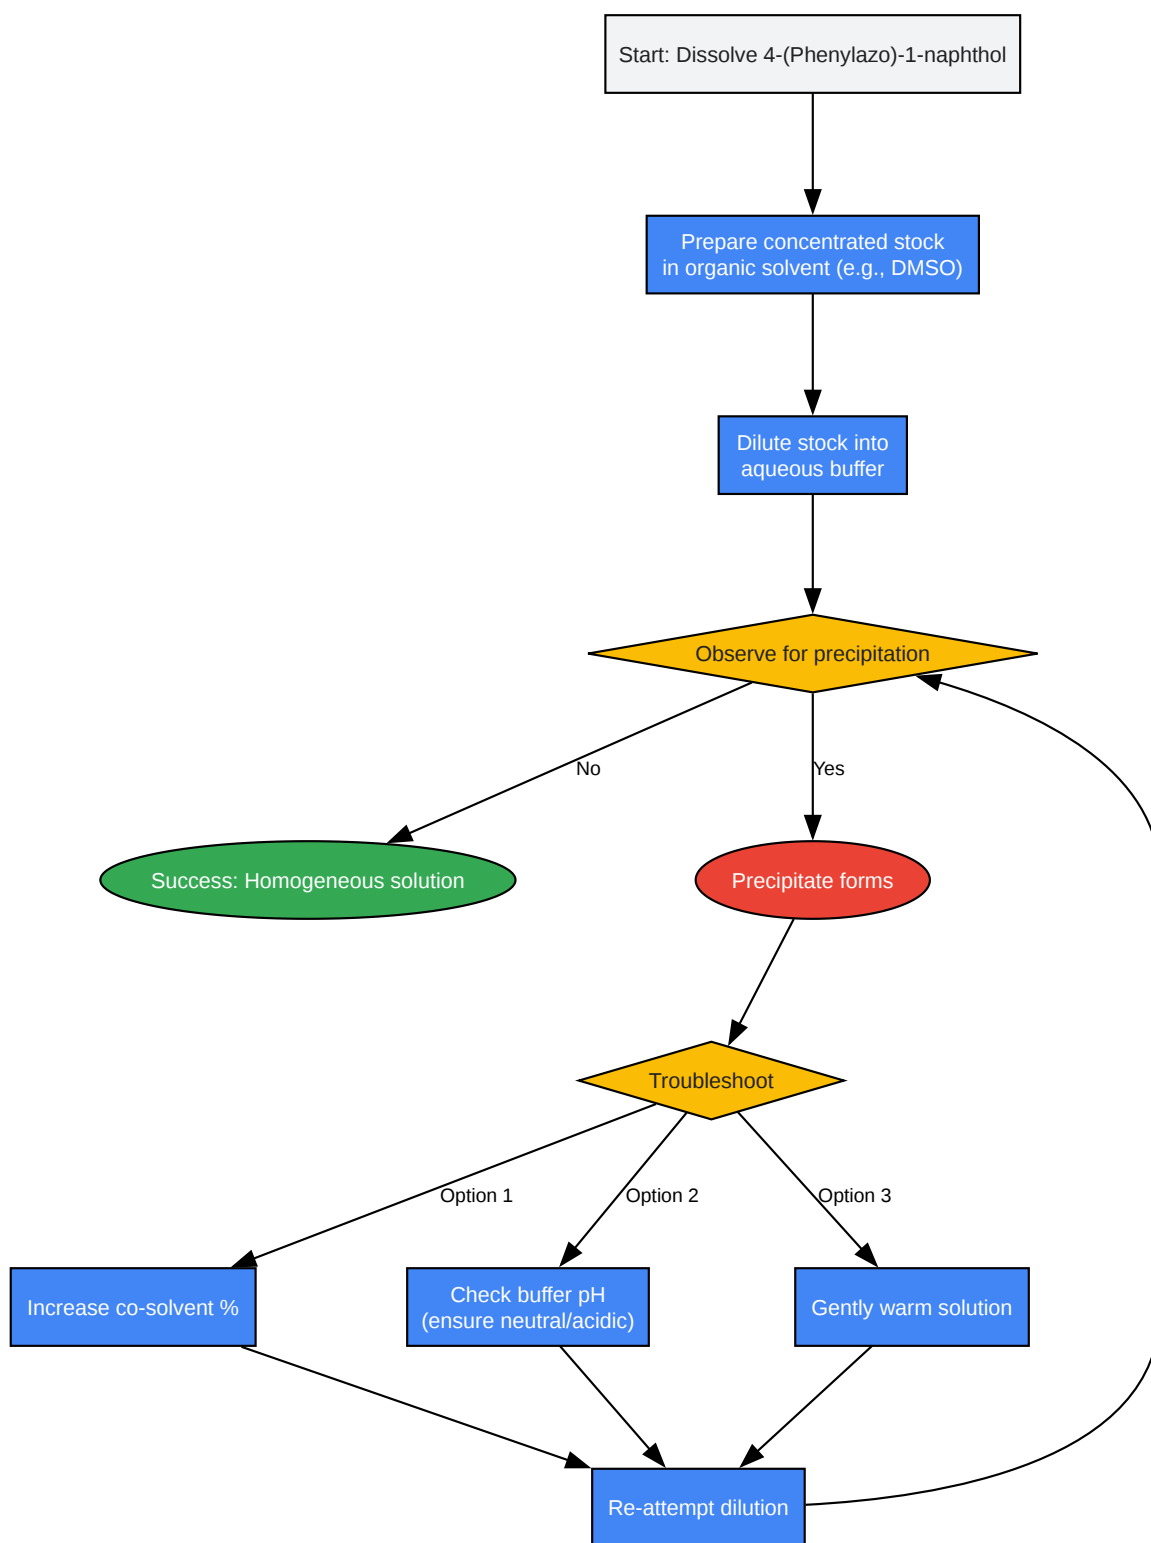 Start: Dissolve 4-(Phenylazo)-1-naphthol
Prepare concentrated stock
in organic solvent (e.g., DMSO)
Dilute stock into
aqueous buffer
Observe for precipitation
No
Yes
Success: Homogeneous solution
Precipitate forms
Troubleshoot
Option 1
Option 2
Option 3
Increase co-solvent %
Check buffer pH
(ensure neutral/acidic)
Gently warm solution
Re-attempt dilution